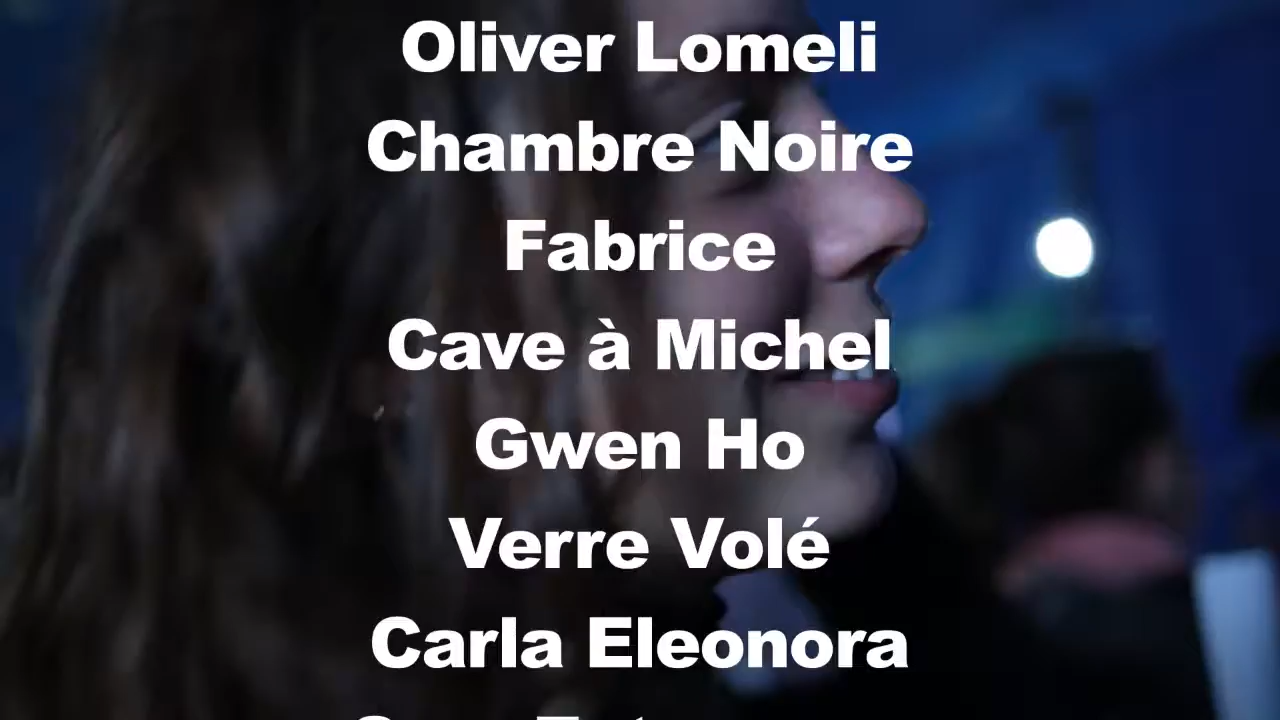 Oliver Lomeli
Chambre Noire
Fabrice
Cave à Michel
Gwen Ho
Verre Volé
Carla Eleonora